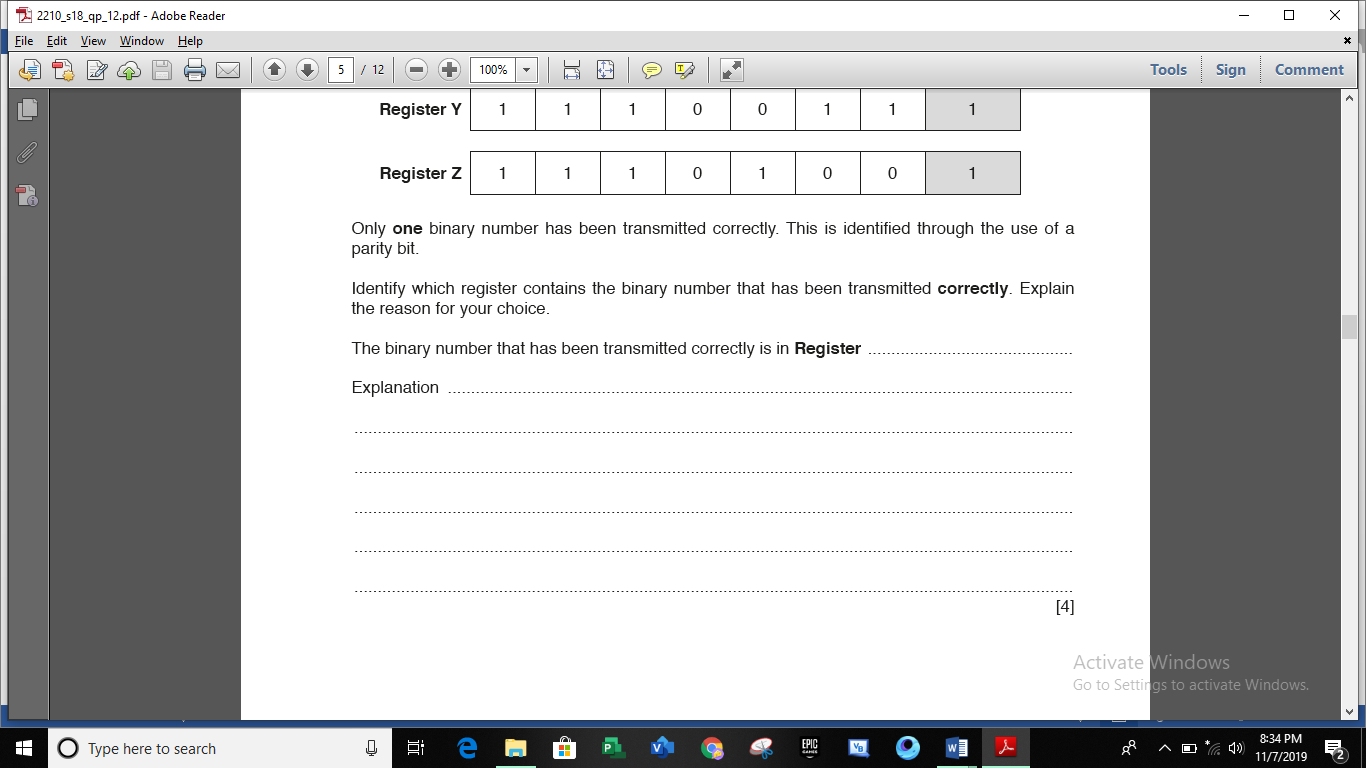 2210_s18_qp_12.pdf - Adobe Reader
File Edit View Window Help
5 / 12 100% Tools Sign Comment
Register Y 1 1 1 0 0 1 1 1
Register Z 1 1 1 0 1 0 0 1
Only one binary number has been transmitted correctly. This is identified through the use of a
parity bit.
Identify which register contains the binary number that has been transmitted correctly. Explain
the reason for your choice.
The binary number that has been transmitted correctly is in Register ............................................
Explanation ........................................................................................................................................
............................................................................................................................................................
............................................................................................................................................................
............................................................................................................................................................
............................................................................................................................................................
............................................................................................................................................................
[4]
Activate Windows
Go to Settings to activate Windows.
Type here to search
EPIC
GAMES
8:34 PM
11/7/2019
2